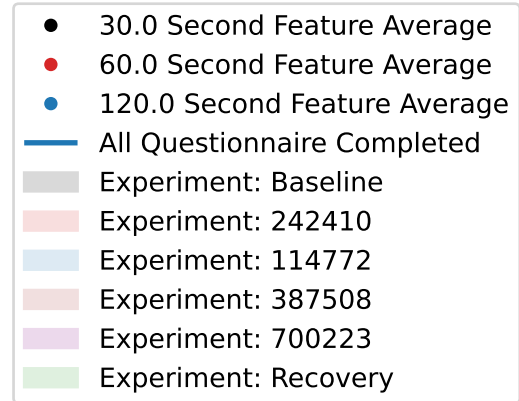 30.0 Second Feature Average
60.0 Second Feature Average
120.0 Second Feature Average
All Questionnaire Completed
Experiment: Baseline
Experiment: 242410
Experiment: 114772
Experiment: 387508
Experiment: 700223
Experiment: Recovery